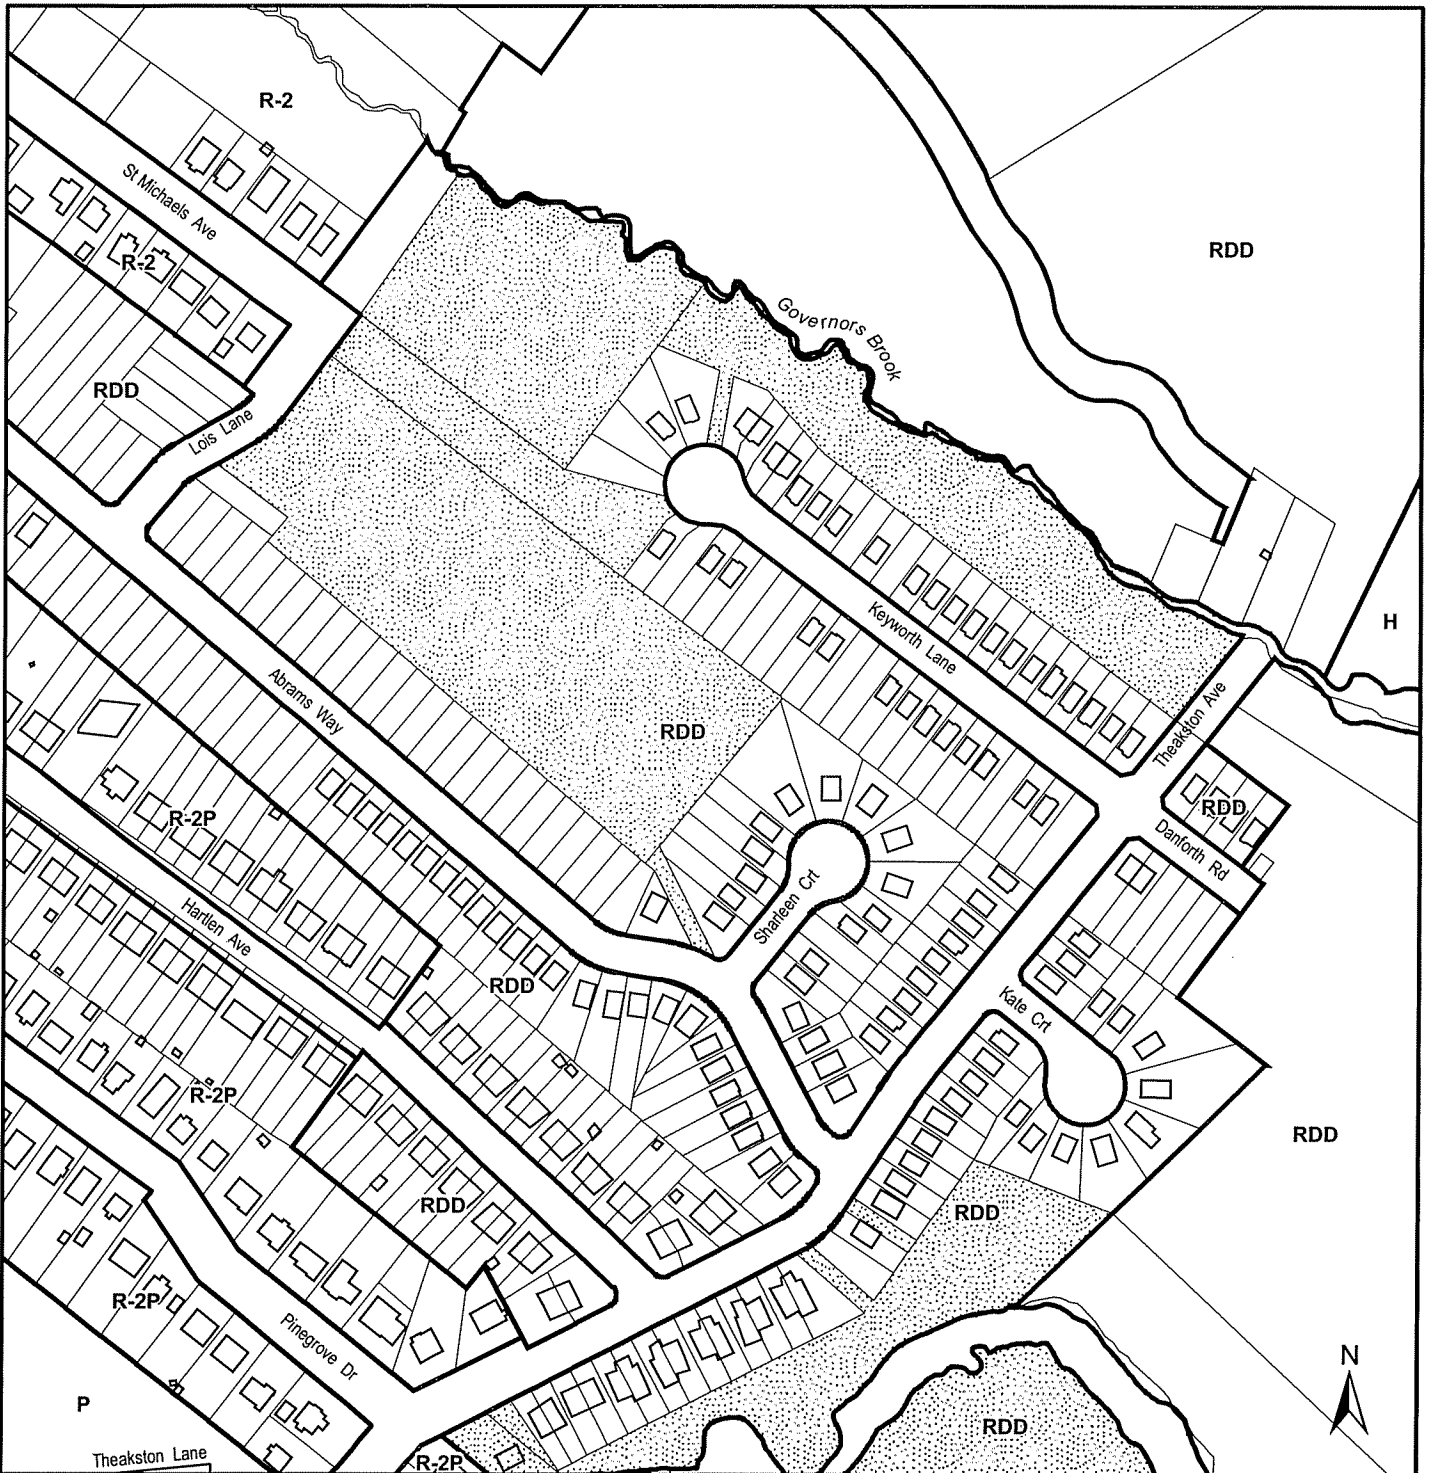 R-2
St Michaels Ave
RDD
R-2
Governors Brook
RDD
Lois Lane
Keyworth Lane
H
Abrams Way
RDD
Theakston Ave
RDD
R-2P
Danforth Rd
Sharleen Crt
Hartlen Ave
RDD
Kate Crt
R-2P
RDD
RDD
RDD
R-2P
Pinegrove Dr
N
P
RDD
Theakston Lane
R-2P